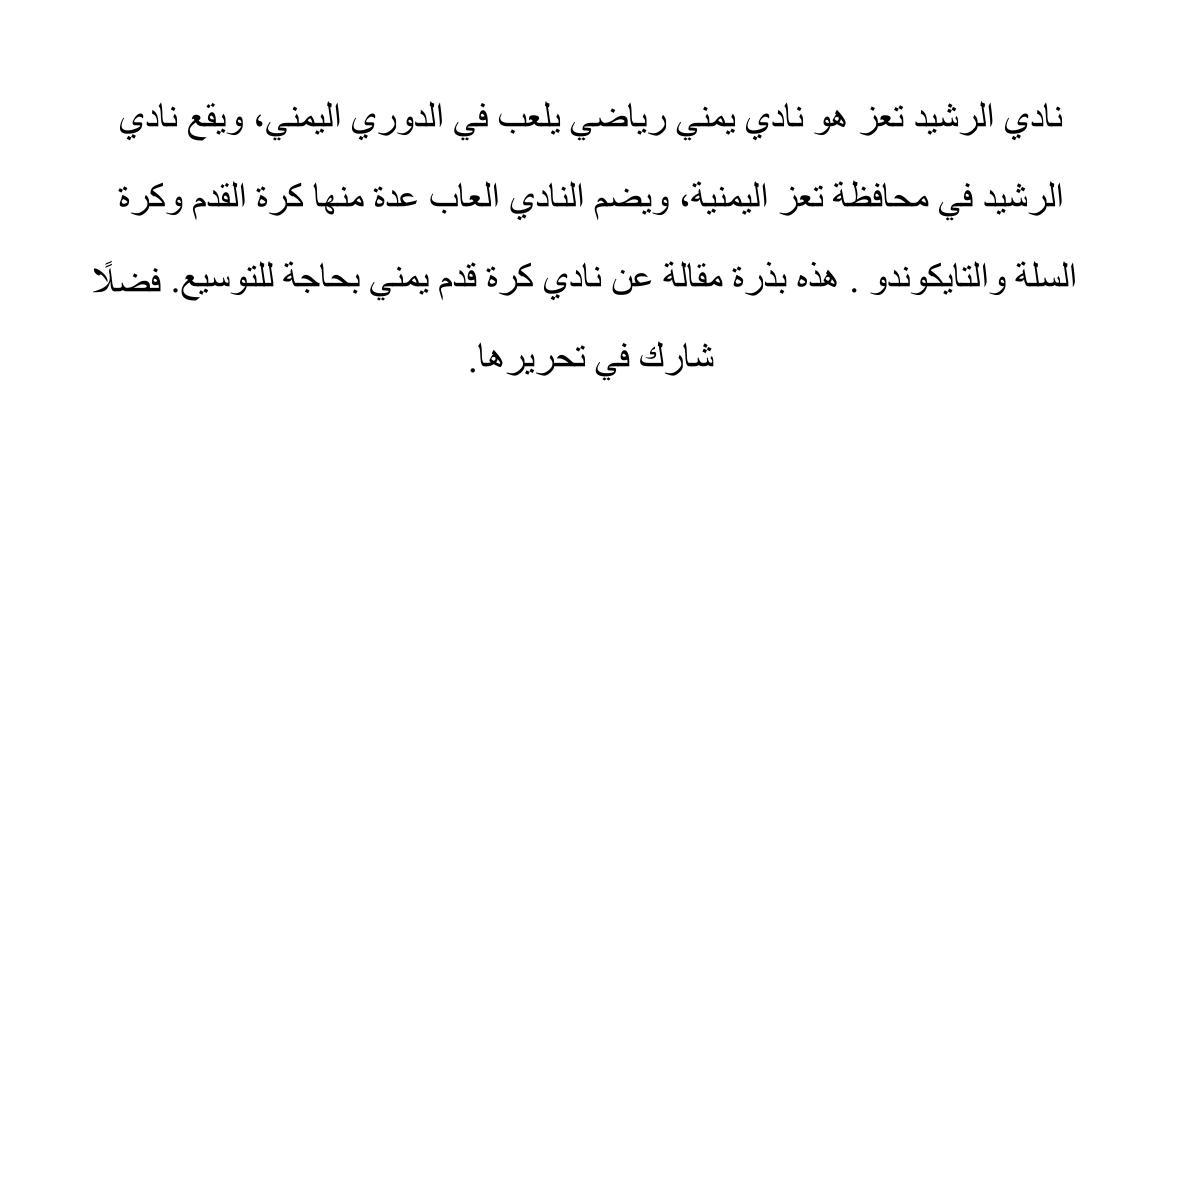 نادي الرشيد تعز هو نادي يمني رياضي يلعب في الدوري اليمني، ويقع نادي
الرشيد في محافظة تعز اليمنية، ويضم النادي العاب عدة منها كرة القدم وكرة
السلة والتايكوندو . هذه بذرة مقالة عن نادي كرة قدم يمني بحاجة للتوسيع. فضلًا
شارك في تحريرها.